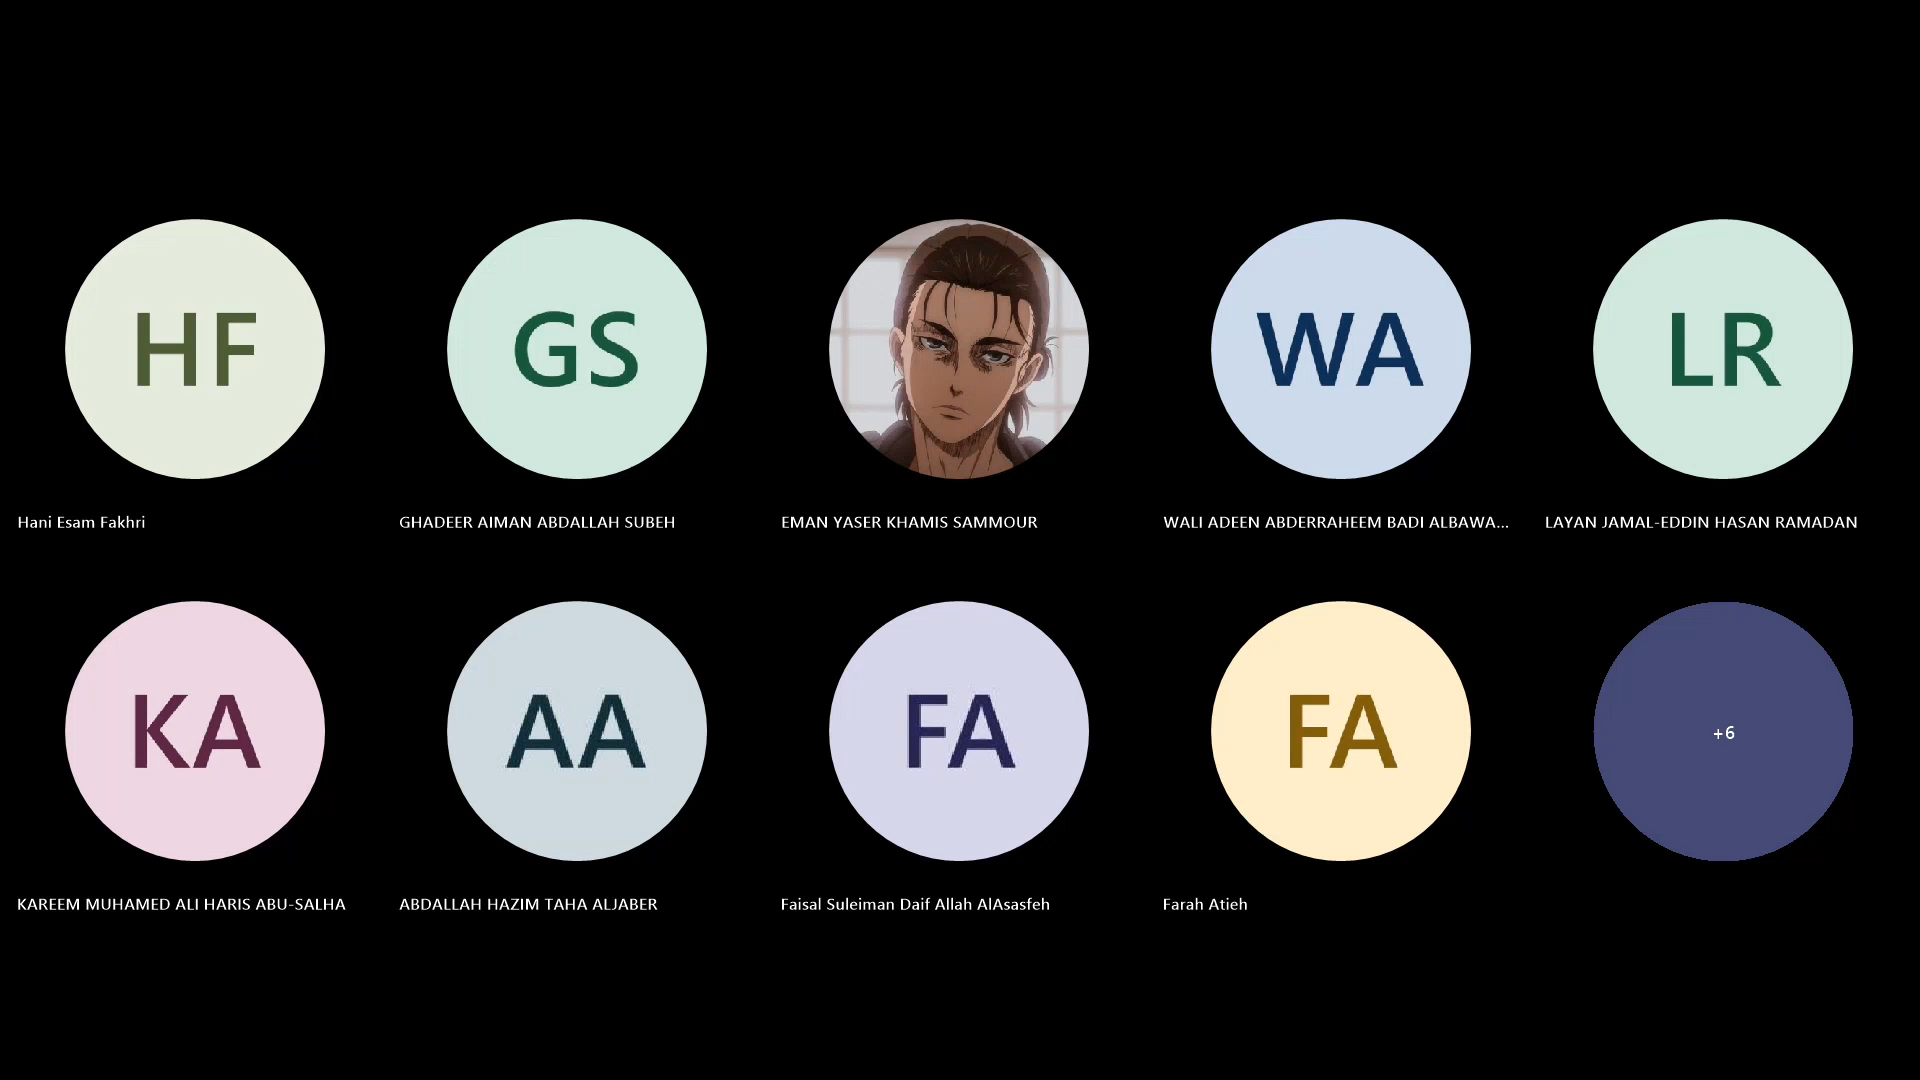 HF
GS
WA
LR
Hani Esam Fakhri
GHADEER AIMAN ABDALLAH SUBEH
EMAN YASER KHAMIS SAMMOUR
WALI ADEEN ABDERRAHEEM BADI ALBAWA...
LAYAN JAMAL-EDDIN HASAN RAMADAN
KA
AA
FA
FA
+6
KAREEM MUHAMED ALI HARIS ABU-SALHA
ABDALLAH HAZIM TAHA ALJABER
Faisal Suleiman Daif Allah AlAsasfeh
Farah Atieh